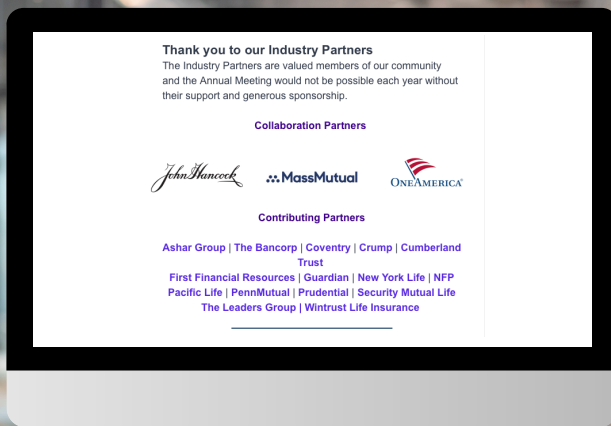 Thank you to our Industry Partners
The Industry Partners are valued members of our community
and the Annual Meeting would not be possible each year without
their support and generous sponsorship.
Collaboration Partners
John Hancock MassMutual ONEAMERICA®
Contributing Partners
Ashar Group | The Bancorp | Coventry | Crump | Cumberland
Trust
First Financial Resources | Guardian | New York Life | NFP
Pacific Life | PennMutual | Prudential | Security Mutual Life
The Leaders Group | Wintrust Life Insurance